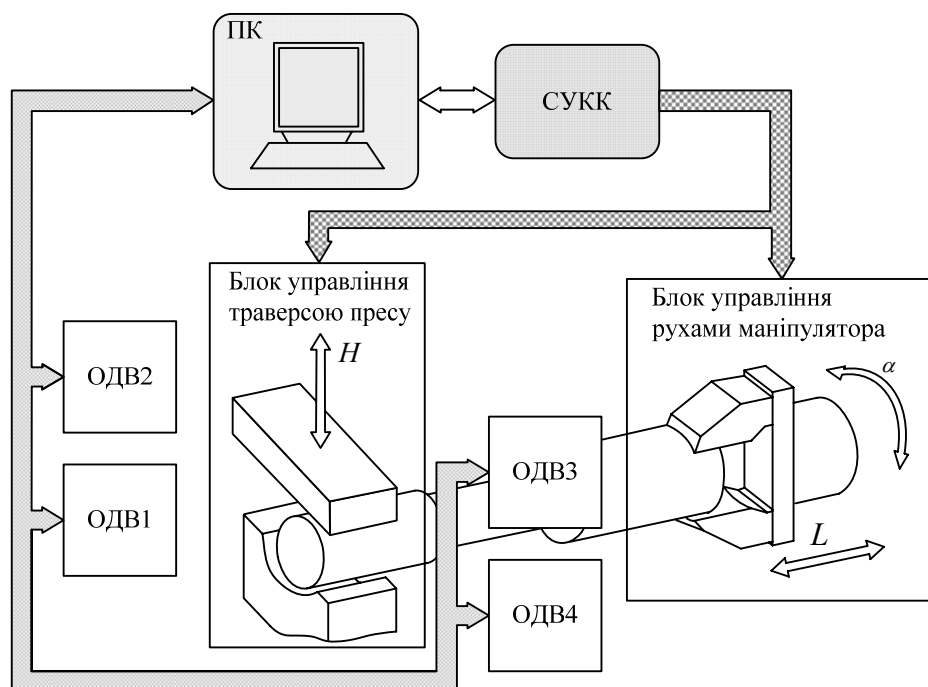 ПК
СУКК
Блок управління
траверсою пресу
H
Блок управління
рухами маніпулятора
α
ОДВ2
ОДВ3
ОДВ1
L
ОДВ4